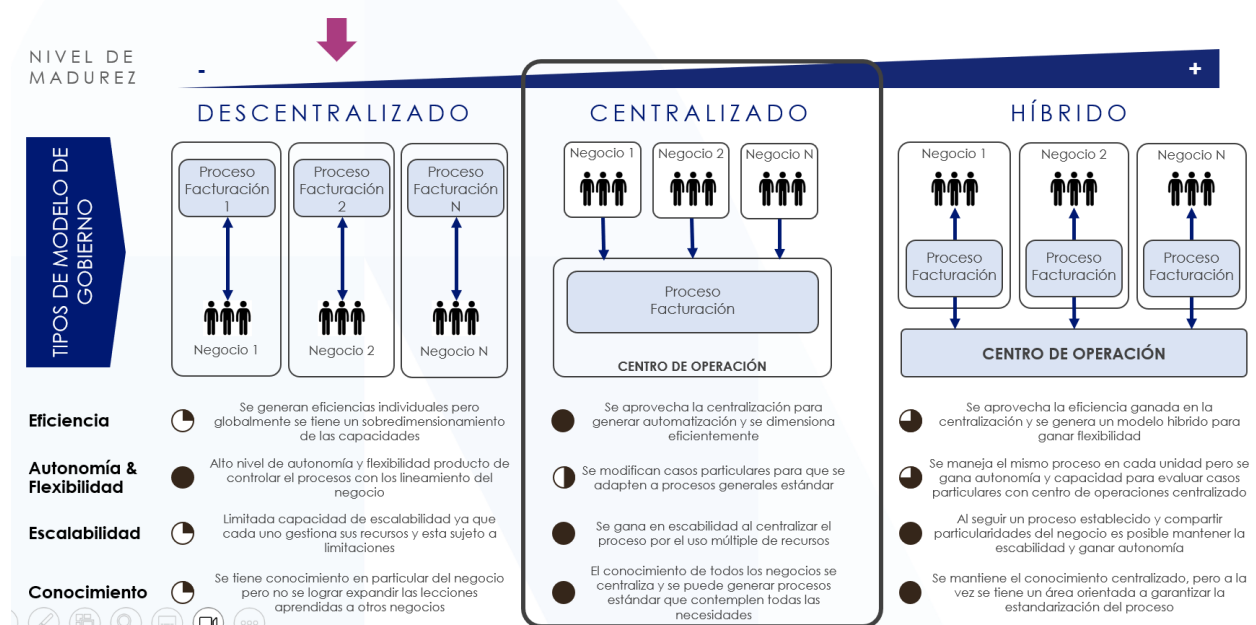 NIVEL DE
MADUREZ
-
+
DESCENTRALIZADO
CENTRALIZADO
HÍBRIDO
TIPOS DE MODELO DE
GOBIERNO
Proceso
Facturación
1
Proceso
Facturación
2
Proceso
Facturación
N
Negocio 1
Negocio 2
Negocio N
Negocio 1
Negocio 2
Negocio N
Proceso
Facturación
CENTRO DE OPERACIÓN
Negocio 1
Negocio 2
Negocio N
Proceso
Facturación
Proceso
Facturación
Proceso
Facturación
CENTRO DE OPERACIÓN
Eficiencia
Se generan eficiencias individuales pero
globalmente se tiene un sobredimensionamiento
de las capacidades
Se aprovecha la centralización para
generar automatización y se dimensiona
eficientemente
Se aprovecha la eficiencia ganada en la
centralización y se genera un modelo hibrido para
ganar flexibilidad
Autonomía &
Flexibilidad
Alto nivel de autonomía y flexibilidad producto de
controlar el procesos con los lineamiento del
negocio
Se modifican casos particulares para que se
adapten a procesos generales estándar
Se maneja el mismo proceso en cada unidad pero se
gana autonomía y capacidad para evaluar casos
particulares con centro de operaciones centralizado
Escalabilidad
Limitada capacidad de escalabilidad ya que
cada uno gestiona sus recursos y esta sujeto a
limitaciones
Se gana en escabilidad al centralizar el
proceso por el uso múltiple de recursos
Al seguir un proceso establecido y compartir
particularidades del negocio es posible mantener la
escabilidad y ganar autonomía
Conocimiento
Se tiene conocimiento en particular del negocio
pero no se lograr expandir las lecciones
aprendidas a otros negocios
El conocimiento de todos los negocios se
centraliza y se puede generar procesos
estándar que contemplen todas las
necesidades
Se mantiene el conocimiento centralizado, pero a la
vez se tiene un área orientada a garantizar la
estandarización del proceso